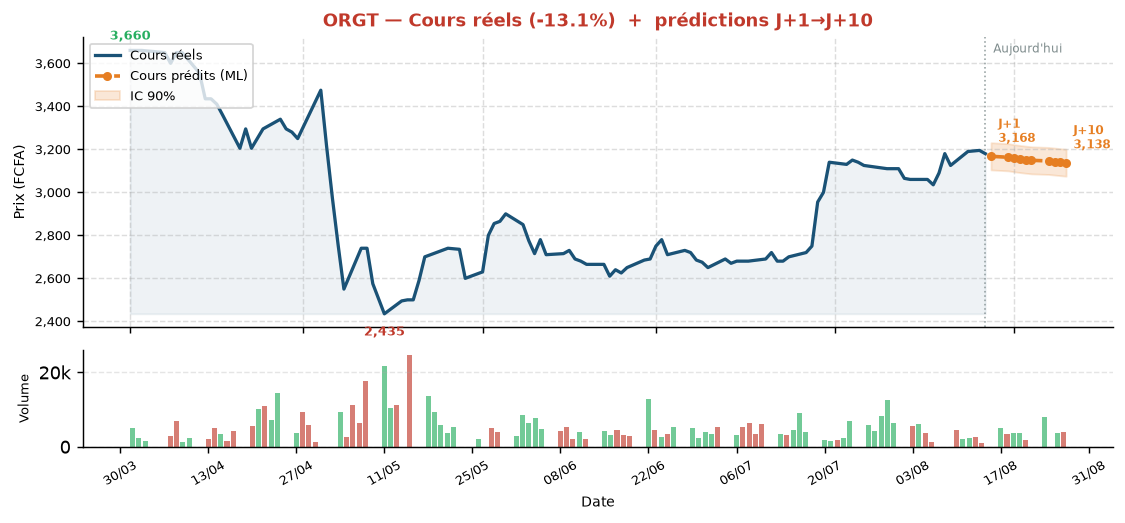 ORGT — Cours réels (-13.1%)  +  prédictions J+1→J+10
3,660
Cours réels
Cours prédits (ML)
IC 90%
Aujourd'hui
J+1
3,168
J+10
3,138
2,435
Prix (FCFA)
3,600
3,400
3,200
3,000
2,800
2,600
2,400
Volume
20k
0
30/03
13/04
27/04
11/05
25/05
08/06
22/06
06/07
20/07
03/08
17/08
31/08
Date